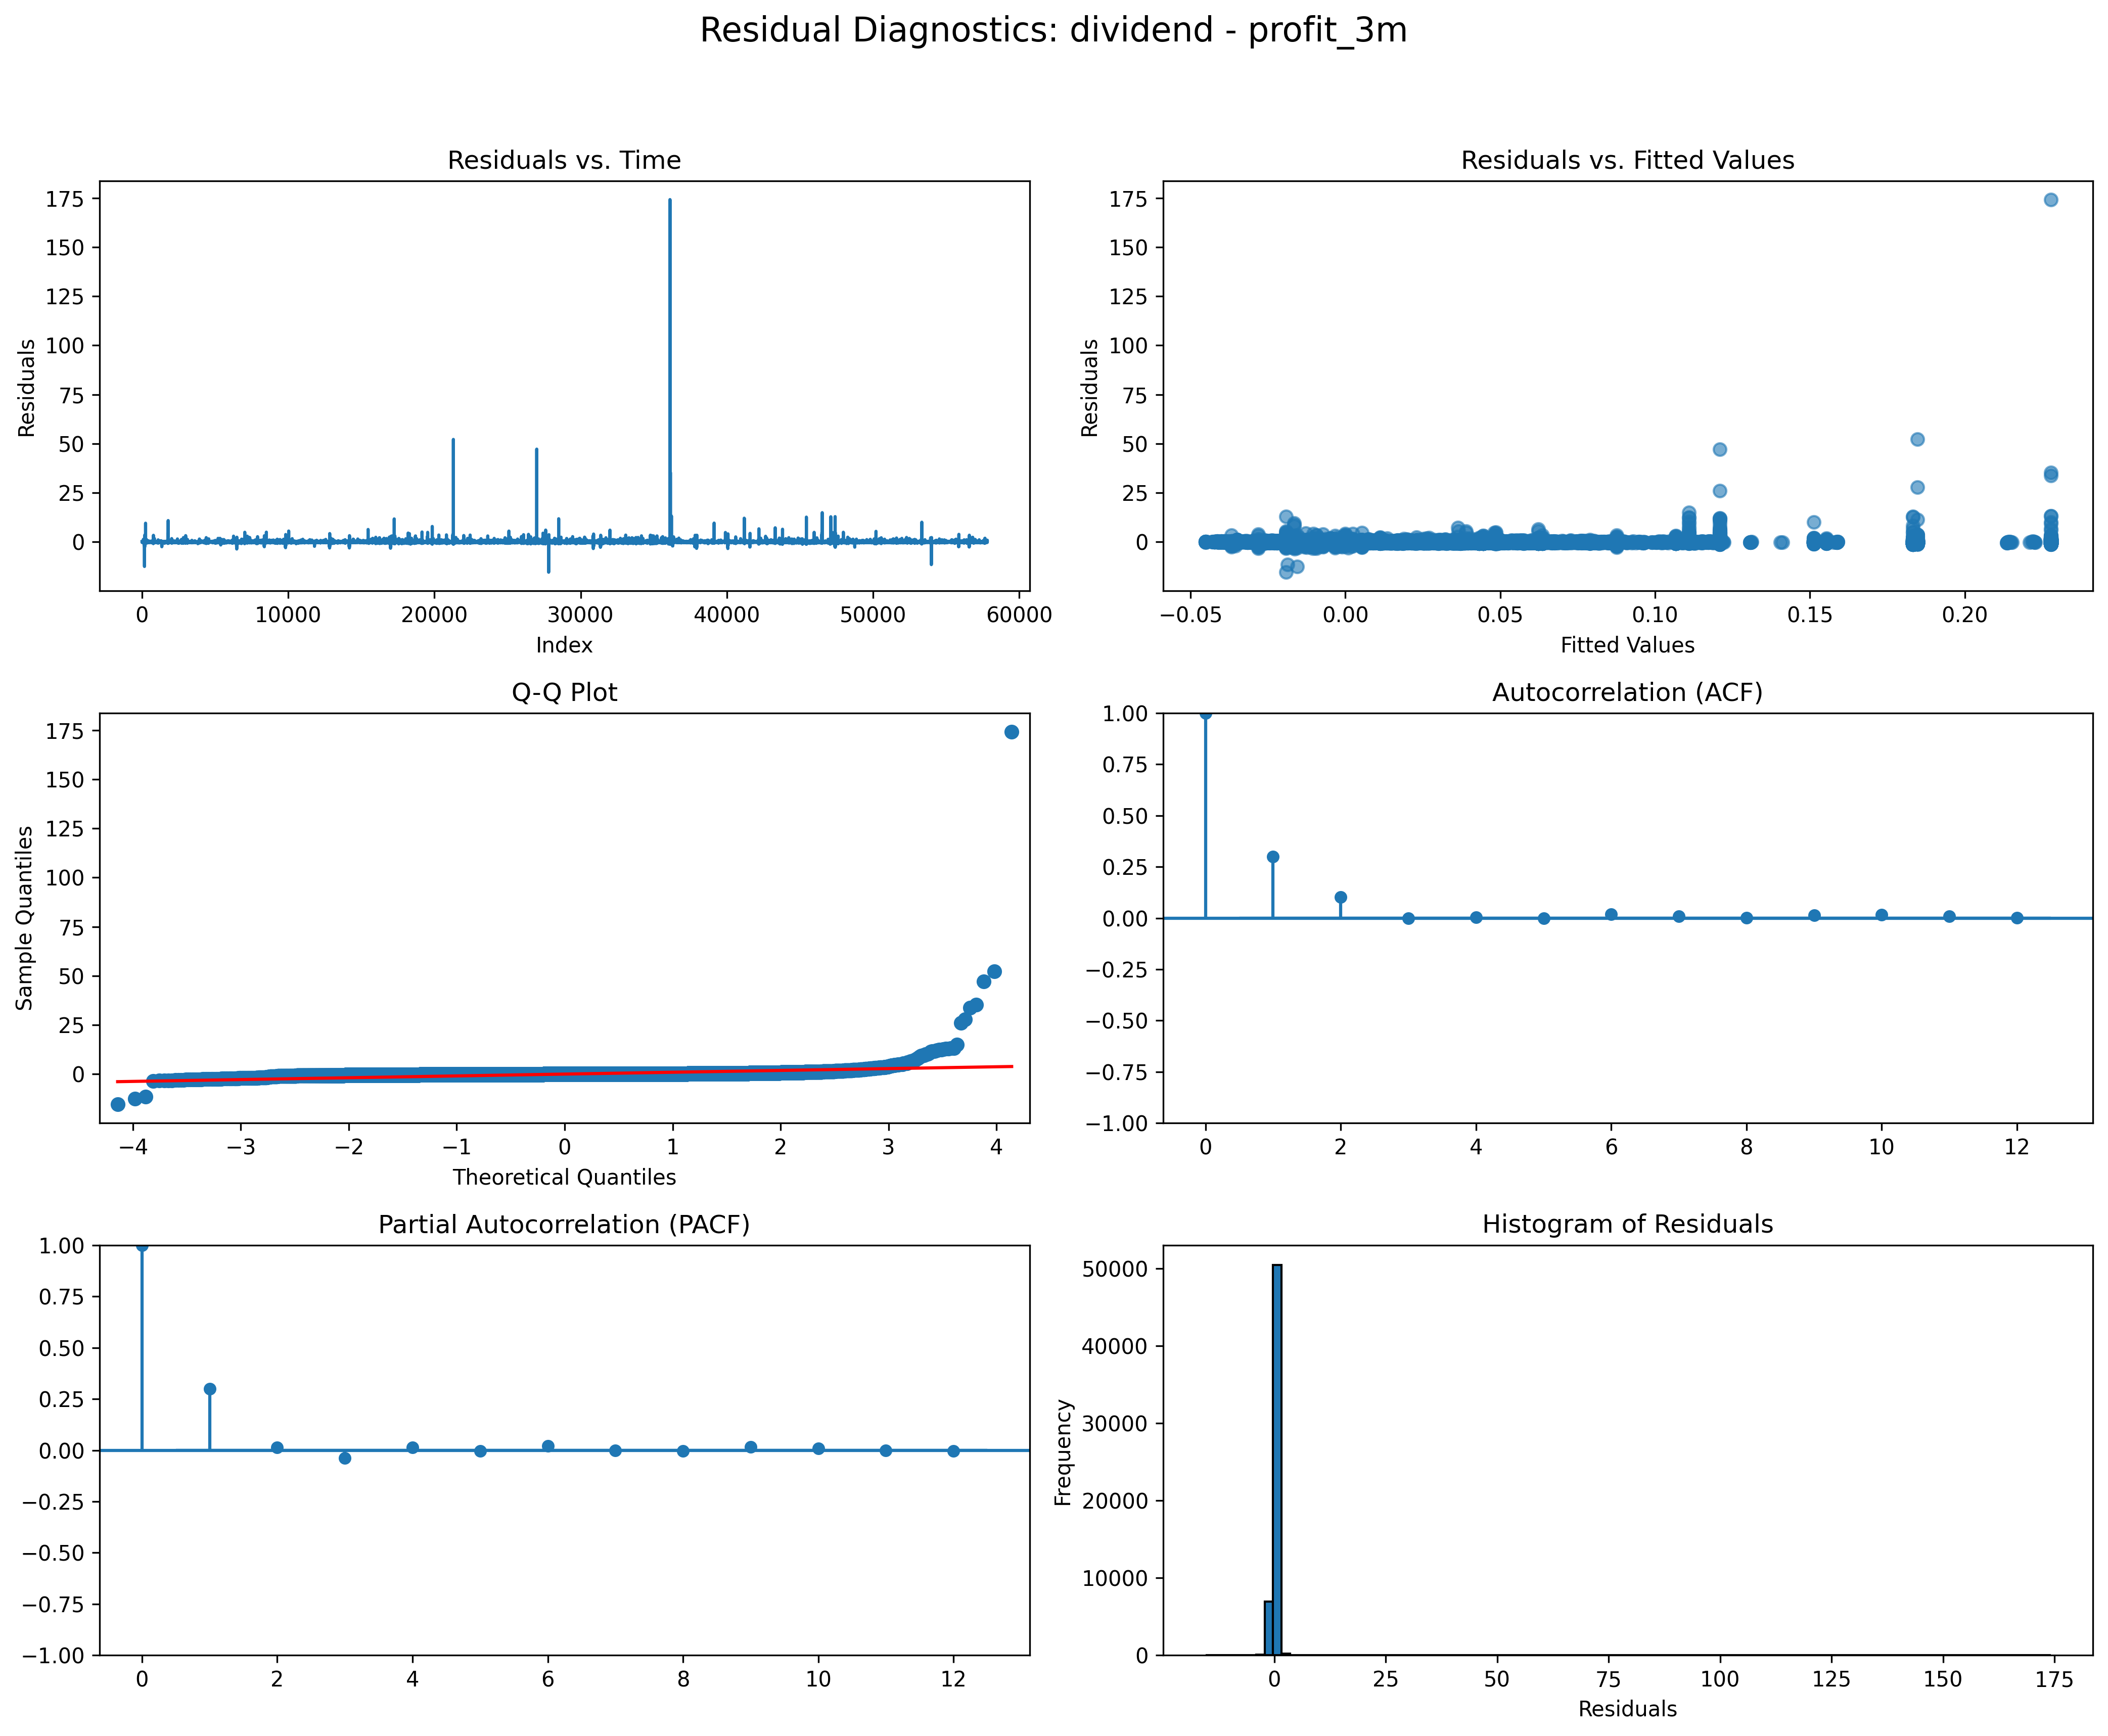 Residual Diagnostics: dividend - profit_3m
Residuals vs. Time
175
150
125
100
75
50
25
0
Residuals
0 10000 20000 30000 40000 50000 60000
Index
Residuals vs. Fitted Values
175
150
125
100
75
50
25
0
Residuals
−0.05 0.00 0.05 0.10 0.15 0.20
Fitted Values
Q-Q Plot
175
150
125
100
75
50
25
0
Sample Quantiles
−4 −3 −2 −1 0 1 2 3 4
Theoretical Quantiles
Autocorrelation (ACF)
1.00
0.75
0.50
0.25
0.00
−0.25
−0.50
−0.75
−1.00
0 2 4 6 8 10 12
Partial Autocorrelation (PACF)
1.00
0.75
0.50
0.25
0.00
−0.25
−0.50
−0.75
−1.00
0 2 4 6 8 10 12
Histogram of Residuals
50000
40000
30000
20000
10000
0
Frequency
0 25 50 75 100 125 150 175
Residuals